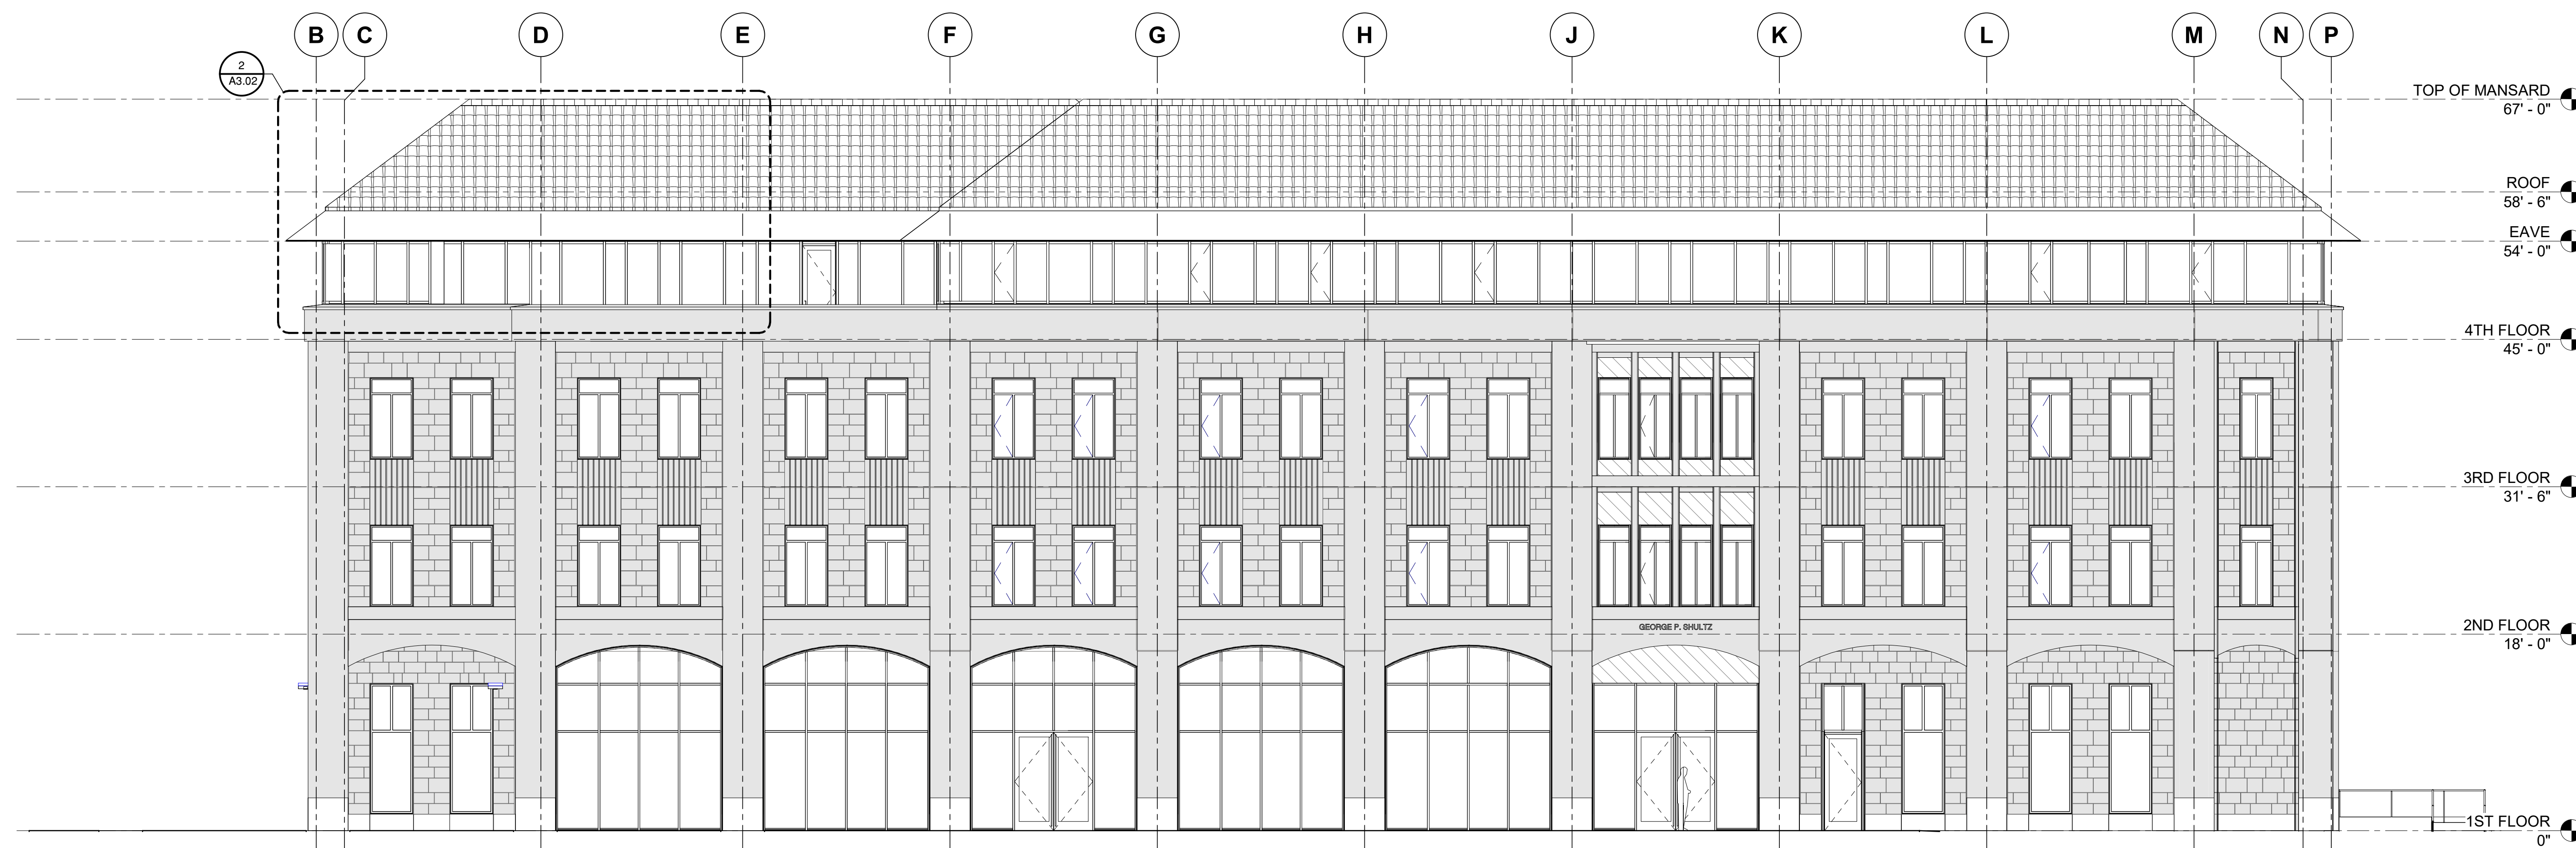 B C D E F G H J K L M N P
2
A3.02
TOP OF MANSARD
67' - 0"
ROOF
58' - 6"
EAVE
54' - 0"
4TH FLOOR
45' - 0"
3RD FLOOR
31' - 6"
GEORGE P. SHULTZ
2ND FLOOR
18' - 0"
1ST FLOOR
0"